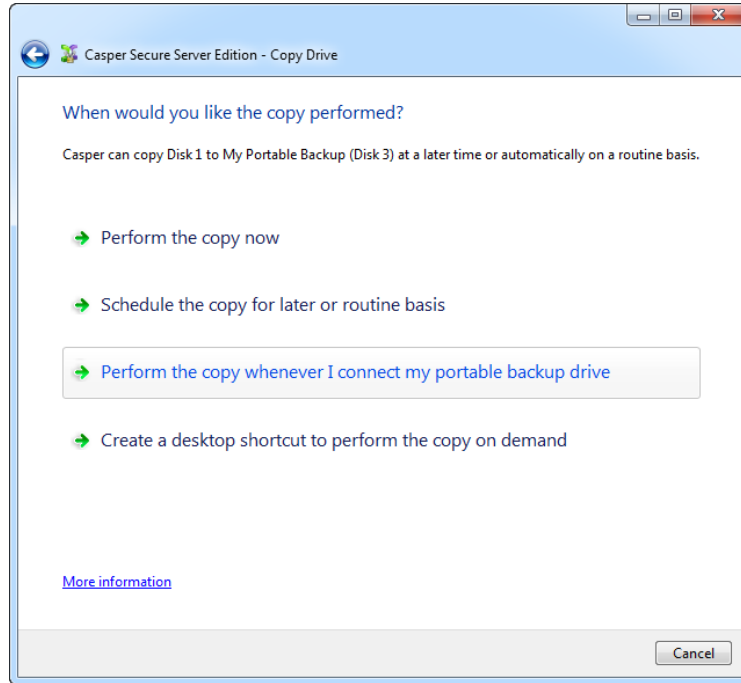 Casper Secure Server Edition - Copy Drive
When would you like the copy performed?
Casper can copy Disk 1 to My Portable Backup (Disk 3) at a later time or automatically on a routine basis.
Perform the copy now
Schedule the copy for later or routine basis
Perform the copy whenever I connect my portable backup drive
Create a desktop shortcut to perform the copy on demand
More information
Cancel